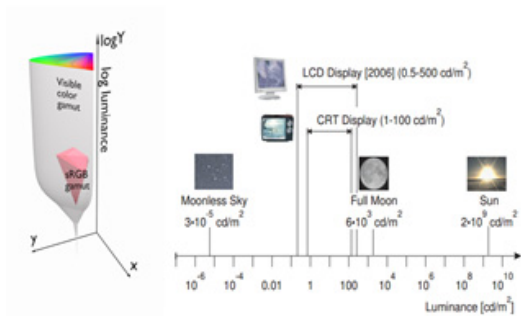 logY
log luminance
Visible
color
gamut
sRGB
gamut
y
x
LCD Display [2006] (0.5-500 cd/m²)
CRT Display (1-100 cd/m²)
Moonless Sky
3•10⁻⁵ cd/m²
Full Moon
6•10³ cd/m²
Sun
2•10⁹ cd/m²
10⁻⁶ 10⁻⁴ 0.01 1 100 10⁴ 10⁶ 10⁸ 10¹⁰
Luminance [cd/m²]